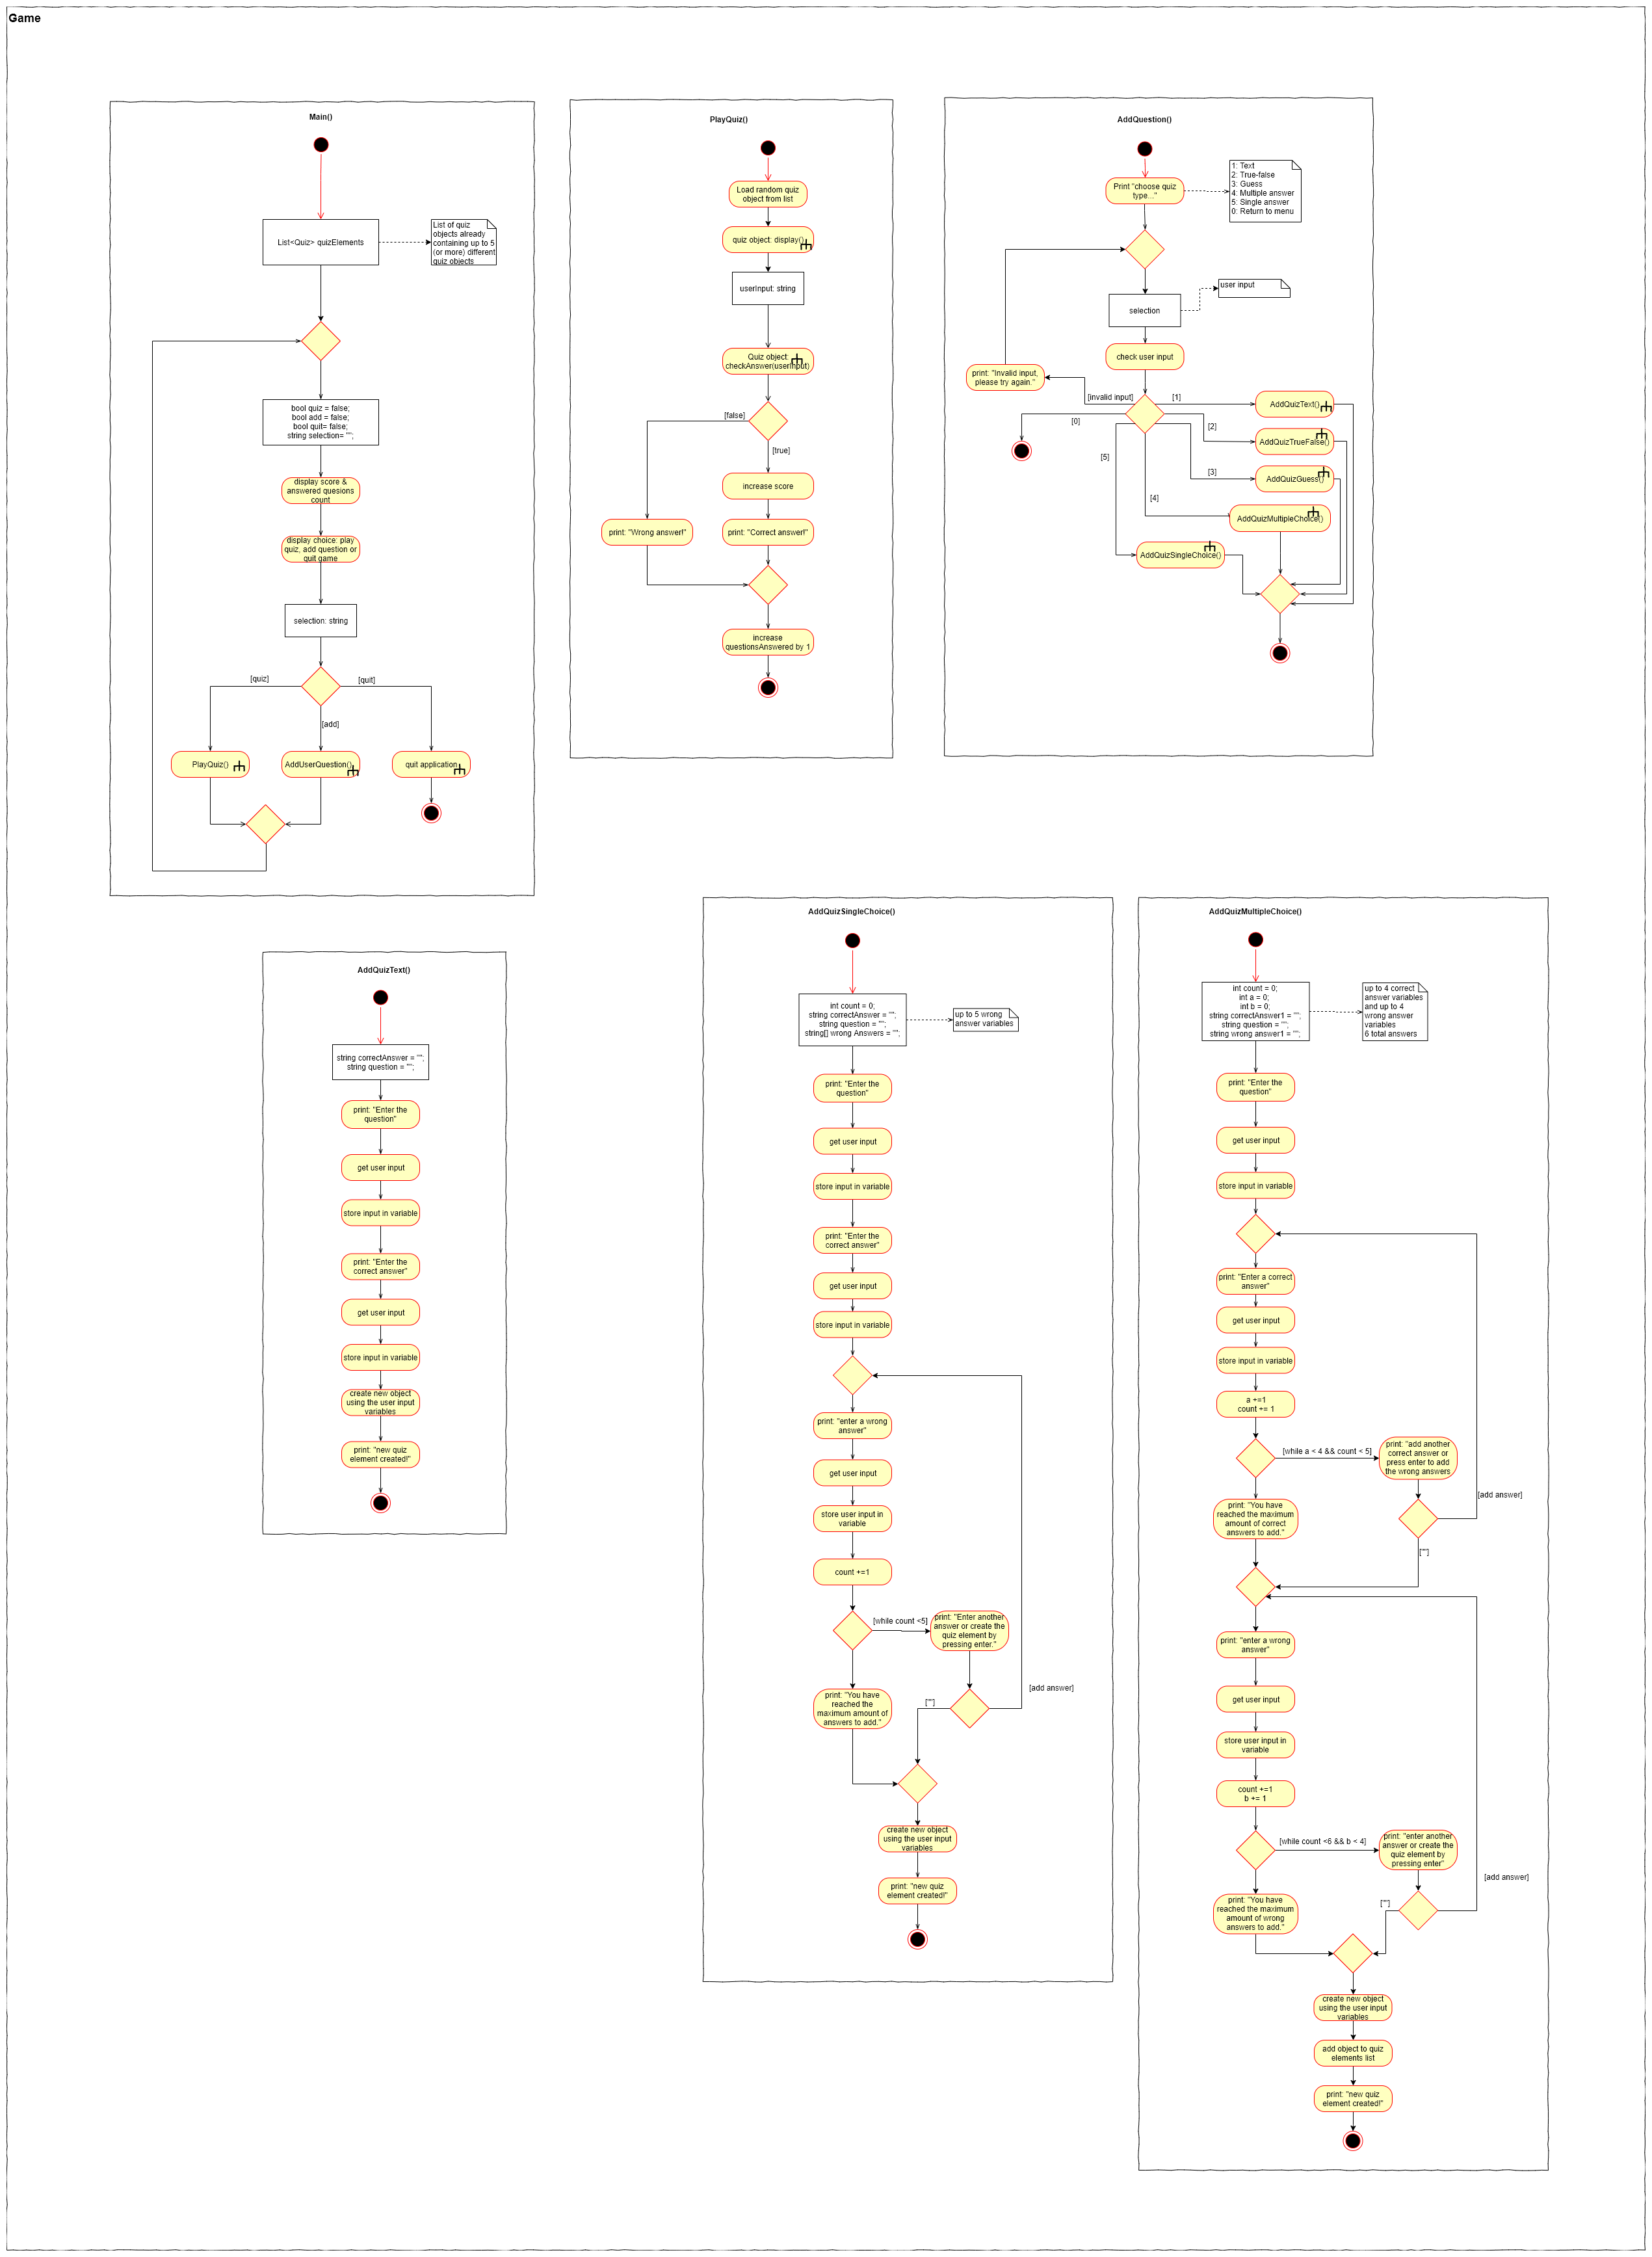 Game
Main()
List<Quiz> quizElements
List of quiz
objects already
containing up to 5
(or more) different
quiz objects
bool quiz = false;
bool add = false;
bool quit= false;
string selection= "";
display score &
answered quesions
count
display choice: play
quiz, add question or
quit game
selection: string
[quiz]
[quit]
[add]
PlayQuiz()
AddUserQuestion()
quit application
PlayQuiz()
Load random quiz
object from list
quiz object: display()
userInput: string
Quiz object:
checkAnswer(userInput)
[false]
[true]
increase score
print: "Wrong answer!"
print: "Correct answer!"
increase
questionsAnswered by 1
AddQuestion()
Print "choose quiz
type..."
1: Text
2: True-false
3: Guess
4: Multiple answer
5: Single answer
0: Return to menu
selection
user input
check user input
print: "Invalid input,
please try again."
[invalid input]
[1]
AddQuizText()
[0]
[2]
AddQuizTrueFalse()
[5]
[3]
AddQuizGuess()
[4]
AddQuizMultipleChoice()
AddQuizSingleChoice()
AddQuizText()
string correctAnswer = "";
string question = "";
print: "Enter the
question"
get user input
store input in variable
print: "Enter the
correct answer"
get user input
store input in variable
create new object
using the user input
variables
print: "new quiz
element created!"
AddQuizSingleChoice()
int count = 0;
string correctAnswer = "";
string question = "";
string[] wrong Answers = "";
up to 5 wrong
answer variables
print: "Enter the
question"
get user input
store input in variable
print: "Enter the
correct answer"
get user input
store input in variable
print: "enter a wrong
answer"
get user input
store user input in
variable
count +=1
[while count <5]
print: "Enter another
answer or create the
quiz element by
pressing enter."
[add answer]
print: "You have
reached the
maximum amount of
answers to add."
[""]
create new object
using the user input
variables
print: "new quiz
element created!"
AddQuizMultipleChoice()
int count = 0;
int a = 0;
int b = 0;
string correctAnswer1 = "";
string question = "";
string wrong answer1 = "";
up to 4 correct
answer variables
and up to 4
wrong answer
variables
6 total answers
print: "Enter the
question"
get user input
store input in variable
print: "Enter a correct
answer"
get user input
store input in variable
a +=1
count += 1
[while a < 4 && count < 5]
print: "add another
correct answer or
press enter to add
the wrong answers
[add answer]
print: "You have
reached the maximum
amount of correct
answers to add."
[""]
print: "enter a wrong
answer"
get user input
store user input in
variable
count +=1
b += 1
[while count <6 && b < 4]
print: "enter another
answer or create the
quiz element by
pressing enter"
[add answer]
print: "You have
reached the maximum
amount of wrong
answers to add."
[""]
create new object
using the user input
variables
add object to quiz
elements list
print: "new quiz
element created!"